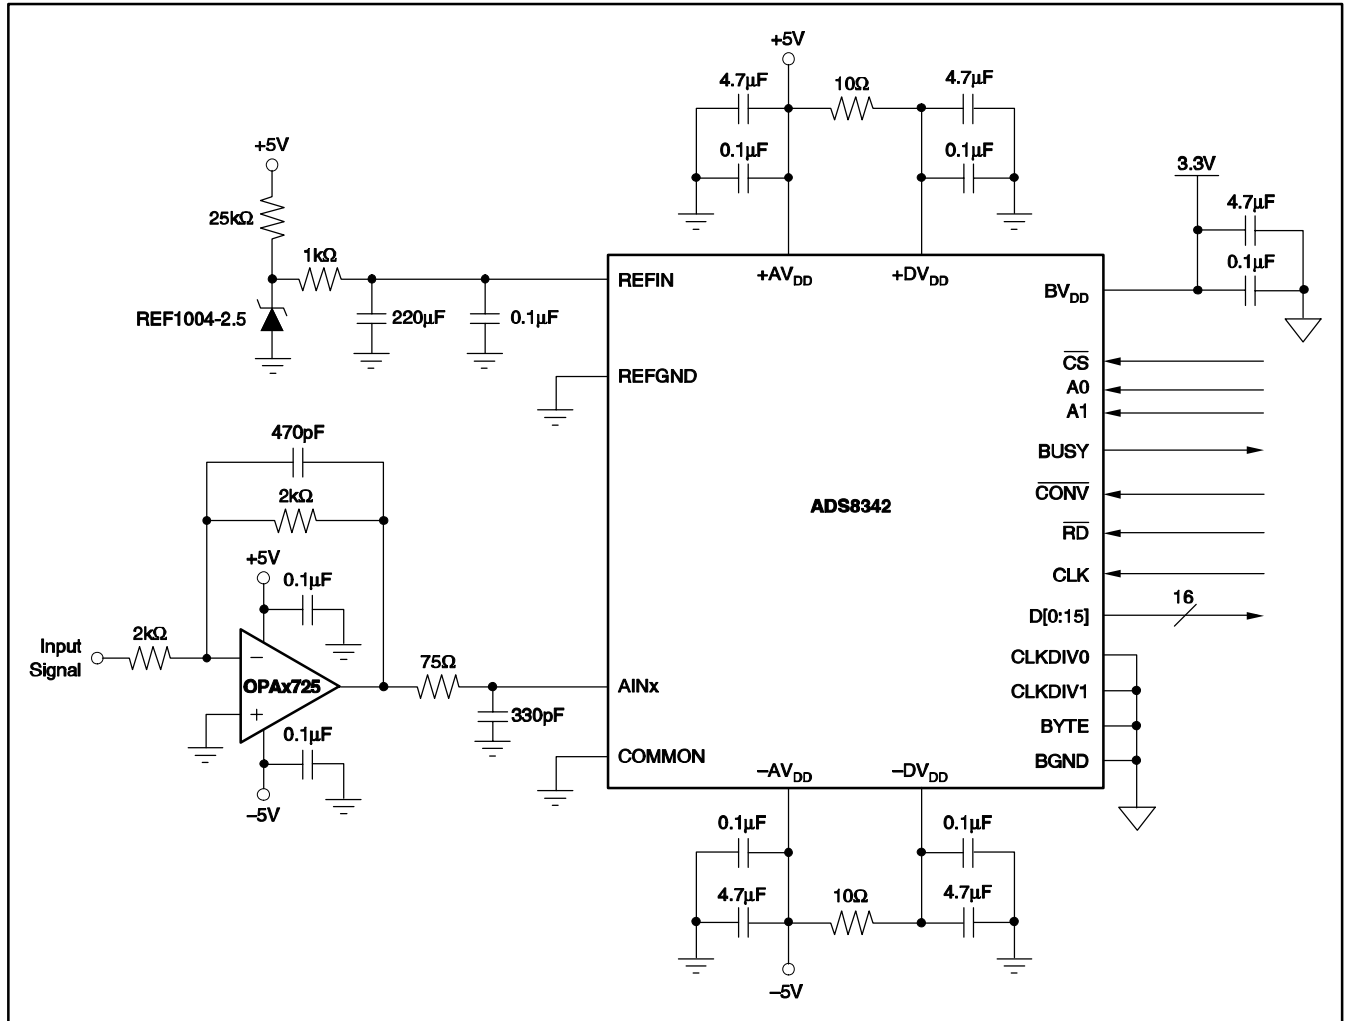 +5V
4.7µF
10Ω
4.7µF
0.1µF
0.1µF
+5V
25kΩ
1kΩ
REF1004-2.5
220µF
0.1µF
3.3V
4.7µF
0.1µF
REFIN
+AVDD
+DVDD
BVDD
REFGND
CS
A0
A1
BUSY
CONV
RD
CLK
D[0:15]
16
CLKDIV0
CLKDIV1
BYTE
BGND
ADS8342
470pF
2kΩ
+5V
0.1µF
Input
Signal
2kΩ
−
OPAx725
+
0.1µF
–5V
75Ω
330pF
AINx
COMMON
–AVDD
–DVDD
0.1µF
0.1µF
4.7µF
10Ω
4.7µF
–5V